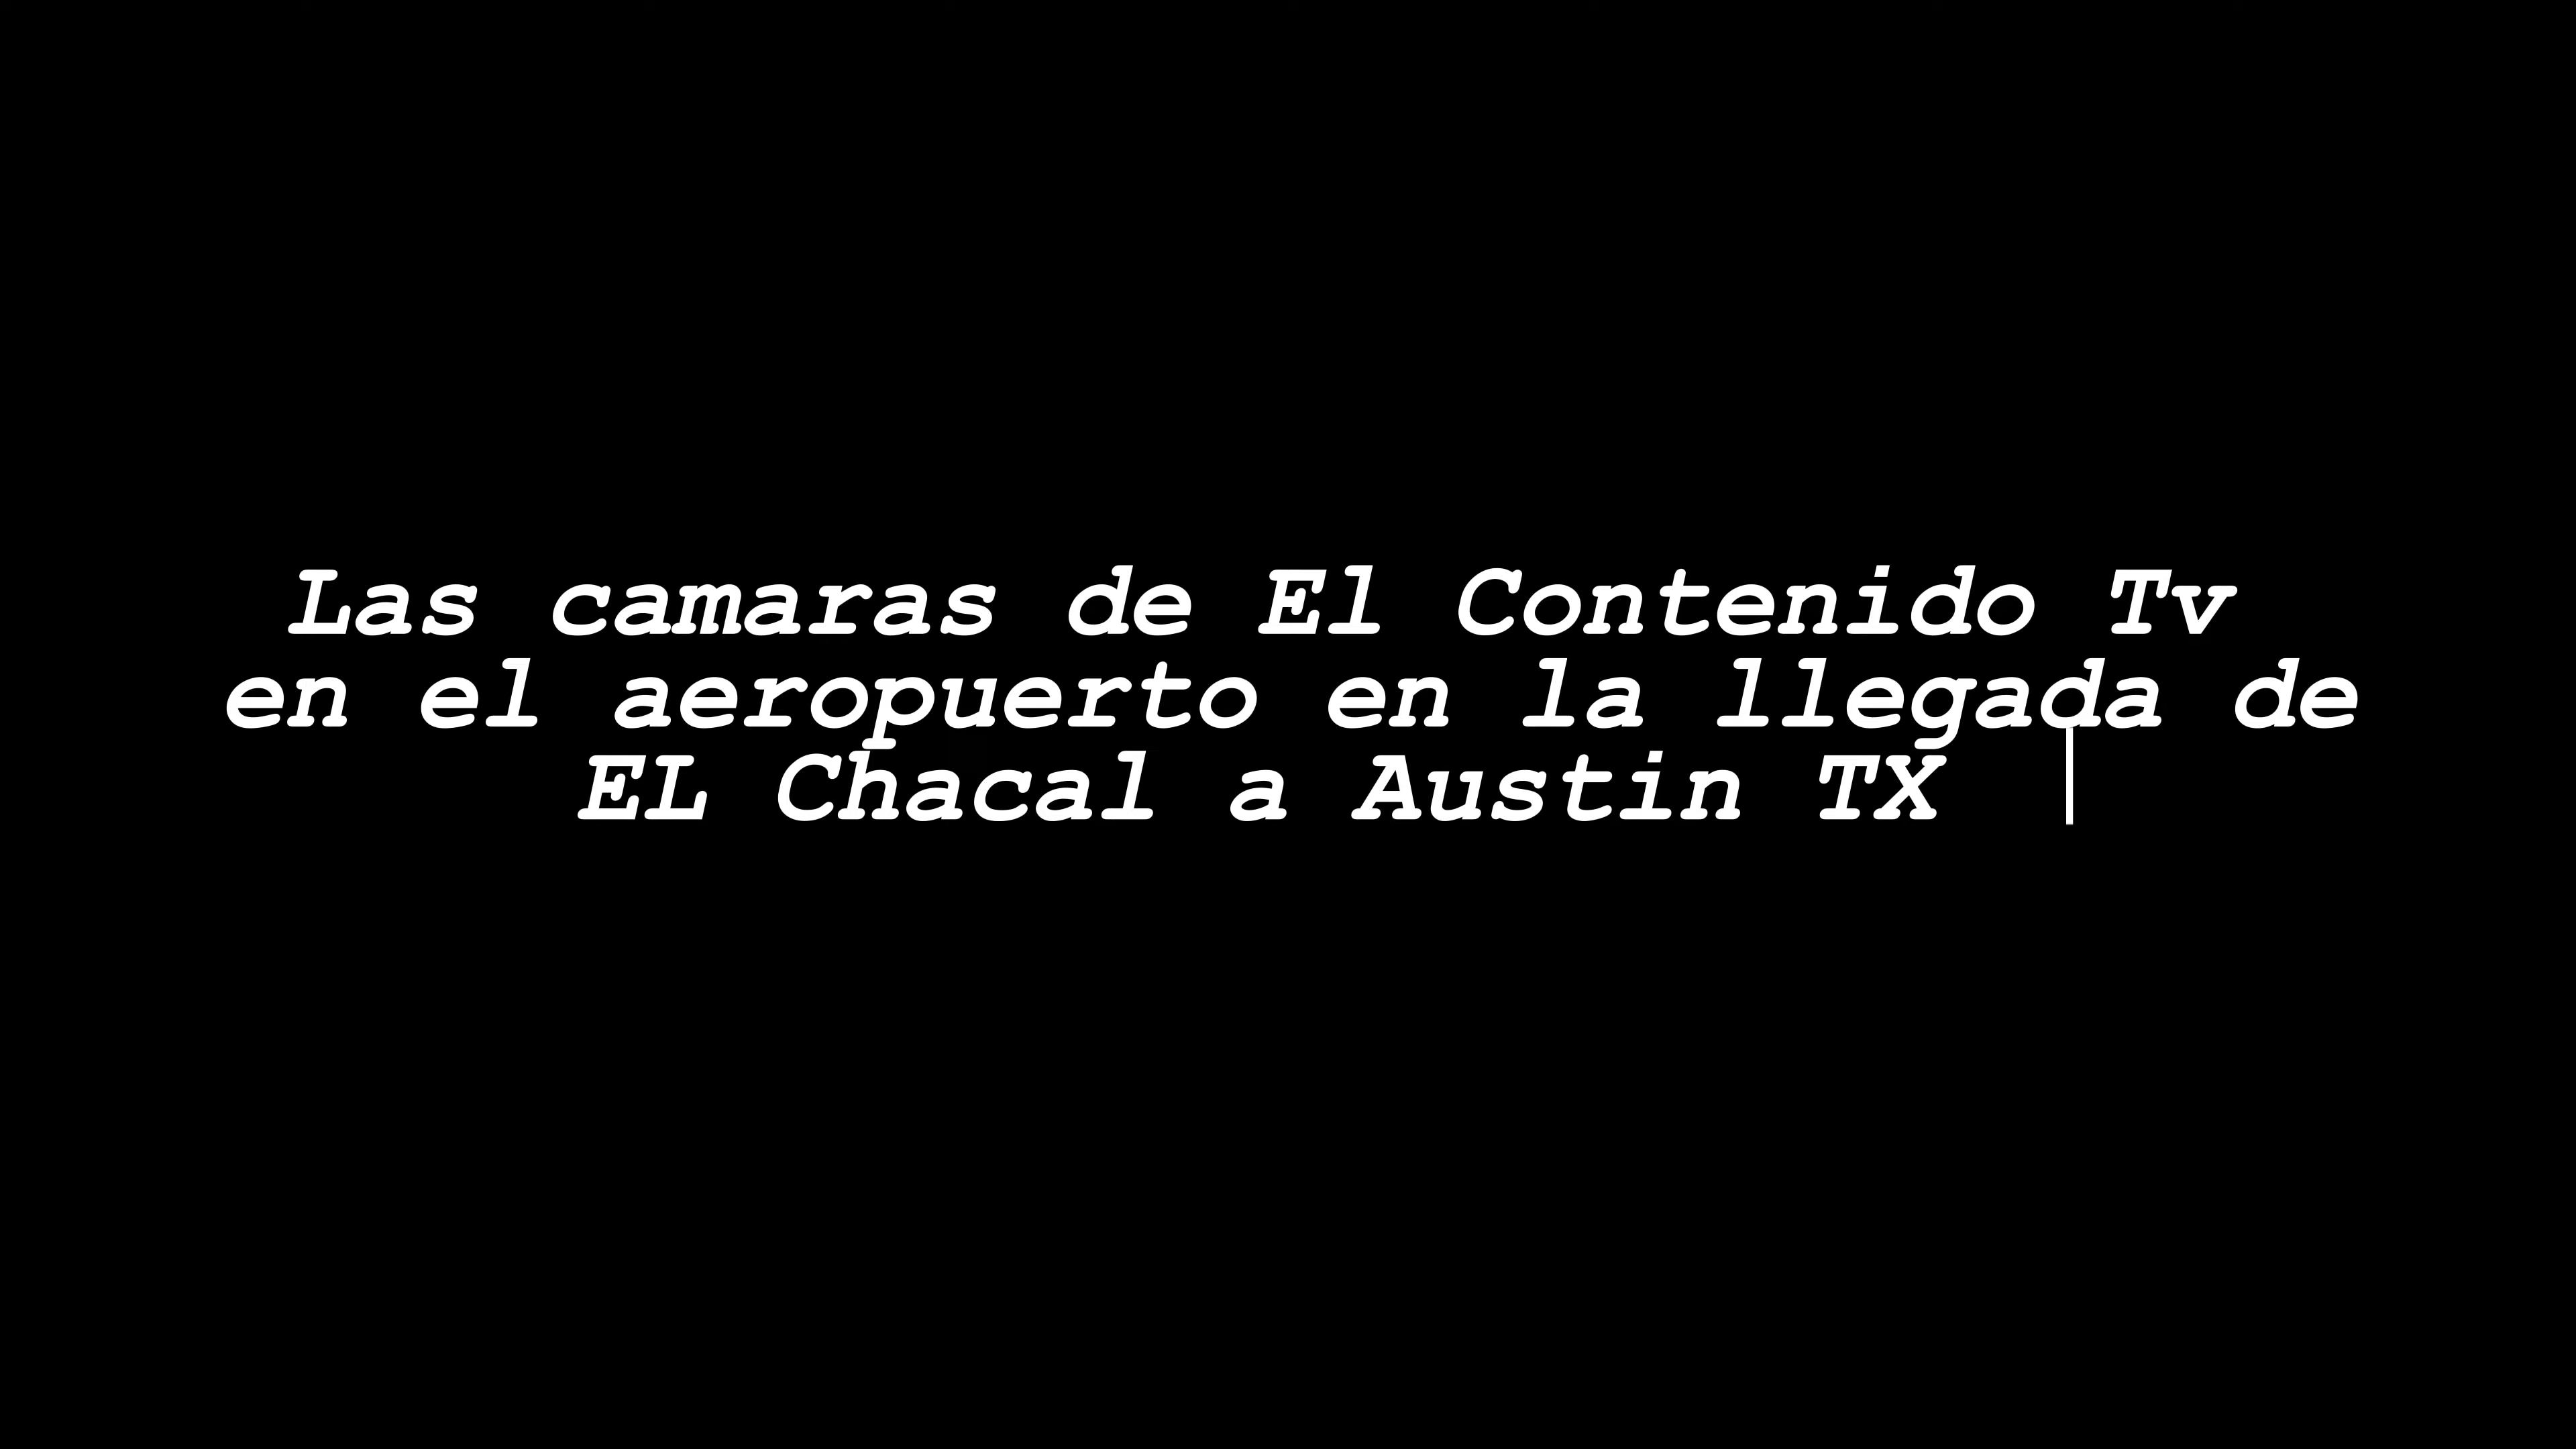 Las camaras de El Contenido Tv
en el aeropuerto en la llegada de
EL Chacal a Austin TX